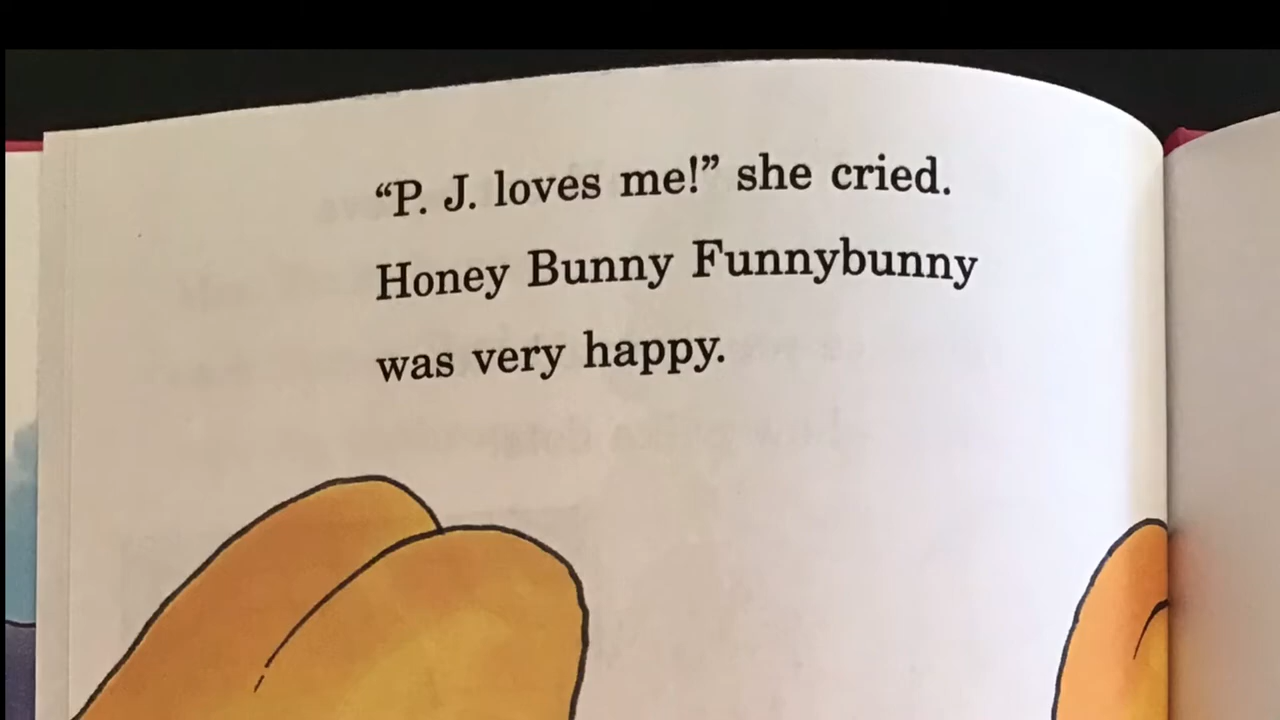 “P. J. loves me!” she cried.
Honey Bunny Funnybunny
was very happy.